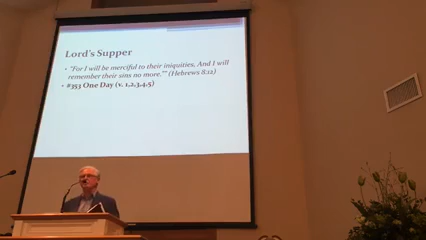 Lord's Supper
• "For I will be merciful to their iniquities, And I will
remember their sins no more.'" (Hebrews 8:12)
• #353 One Day (v. 1,2,3,4,5)